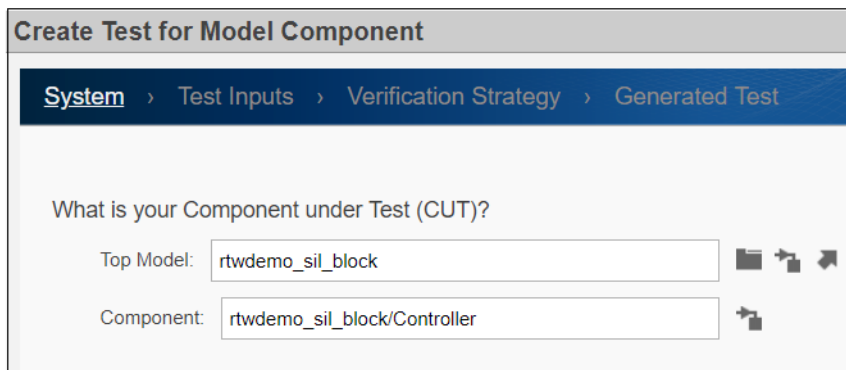 Create Test for Model Component
System › Test Inputs › Verification Strategy › Generated Test
What is your Component under Test (CUT)?
Top Model: rtwdemo_sil_block
Component: rtwdemo_sil_block/Controller